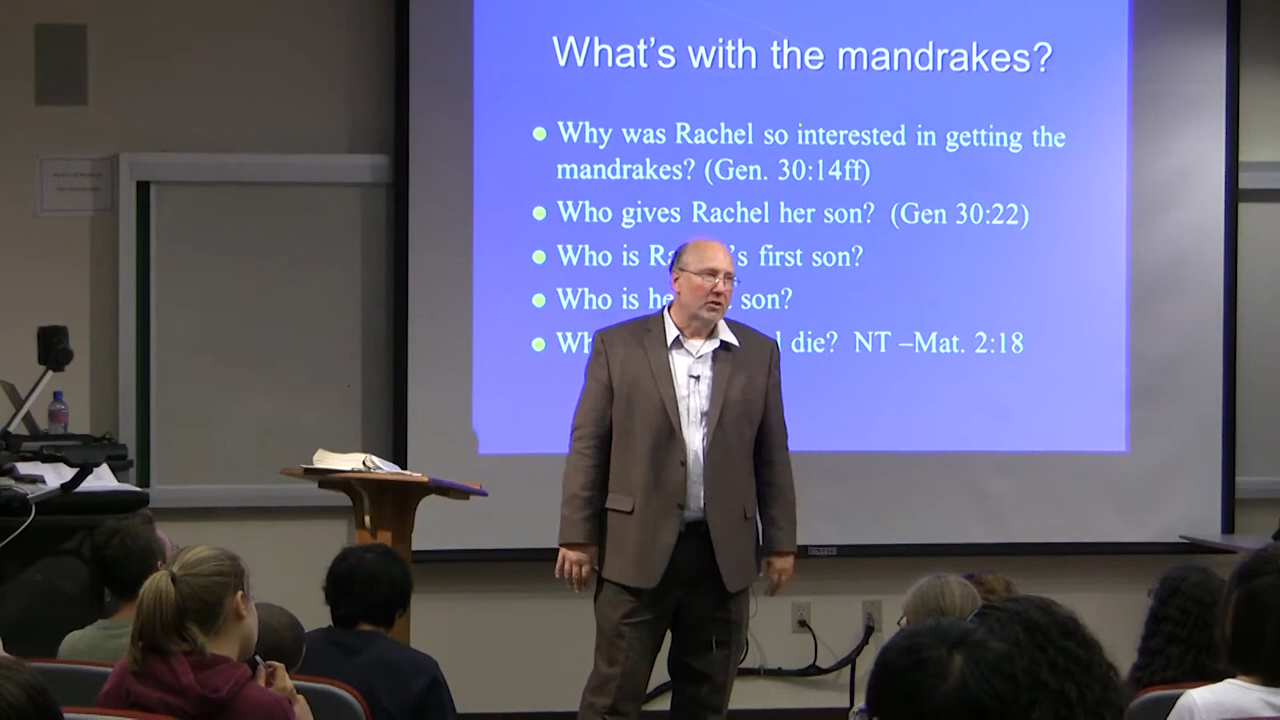 What's with the mandrakes?
Why was Rachel so interested in getting the
mandrakes? (Gen. 30:14ff)
Who gives Rachel her son? (Gen 30:22)
Who is 's first son?
Who is son?
die? NT –Mat. 2:18